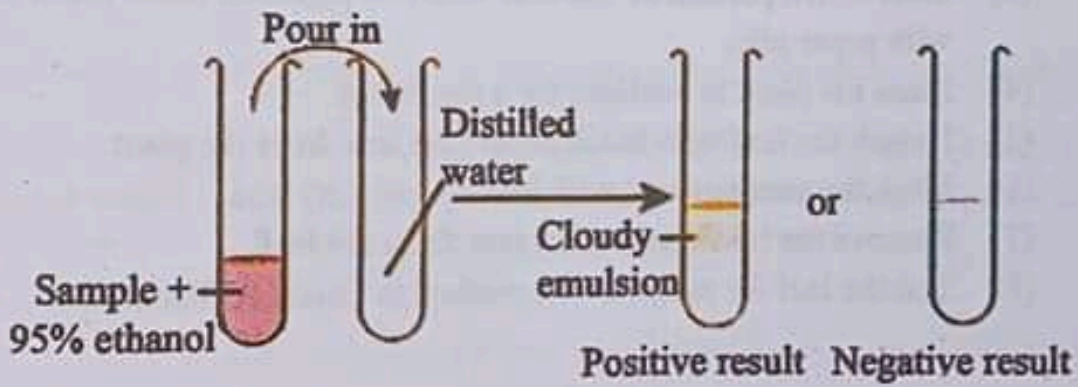 Pour in
Distilled
water
or
Cloudy
emulsion
Sample +
95% ethanol
Positive result
Negative result